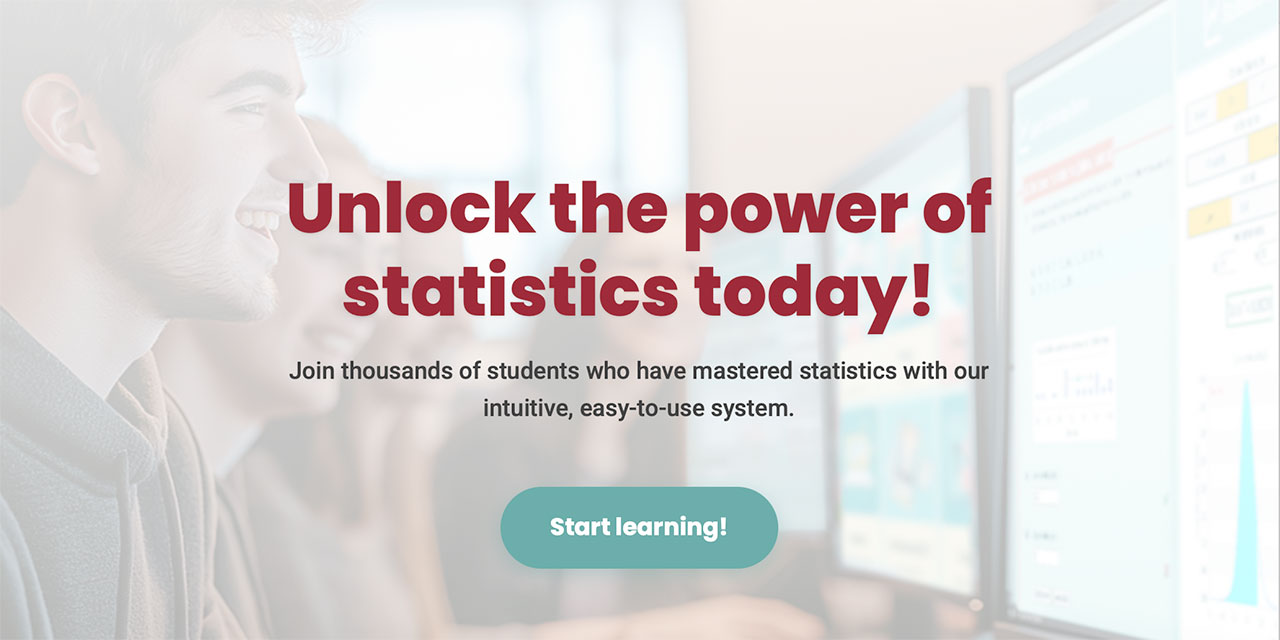 Unlock the power of
statistics today!
Join thousands of students who have mastered statistics with our
intuitive, easy-to-use system.
Start learning!